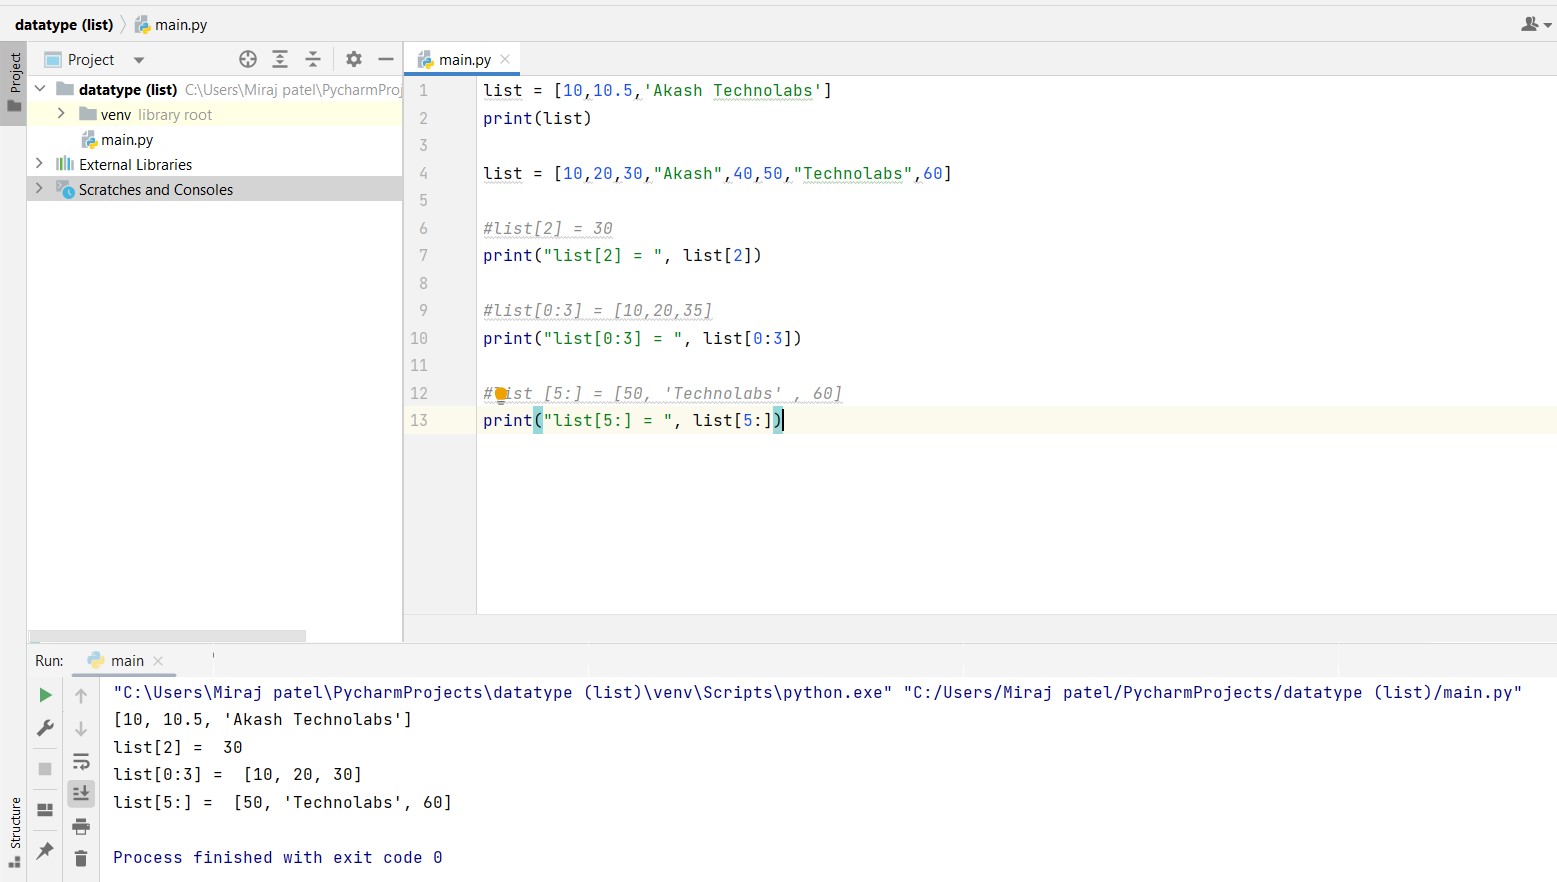 datatype (list) main.py
Project
Project
main.py
datatype (list) C:\Users\Miraj patel\PycharmProj
venv library root
main.py
External Libraries
Scratches and Consoles
1 list = [10,10.5,'Akash Technolabs']
2 print(list)
3
4 list = [10,20,30,"Akash",40,50,"Technolabs",60]
5
6 #list[2] = 30
7 print("list[2] = ", list[2])
8
9 #list[0:3] = [10,20,35]
10 print("list[0:3] = ", list[0:3])
11
12 #list [5:] = [50, 'Technolabs' , 60]
13 print("list[5:] = ", list[5:])
Run: main
"C:\Users\Miraj patel\PycharmProjects\datatype (list)\venv\Scripts\python.exe" "C:/Users/Miraj patel/PycharmProjects/datatype (list)/main.py"
[10, 10.5, 'Akash Technolabs']
list[2] =  30
list[0:3] =  [10, 20, 30]
list[5:] =  [50, 'Technolabs', 60]
Process finished with exit code 0
Structure